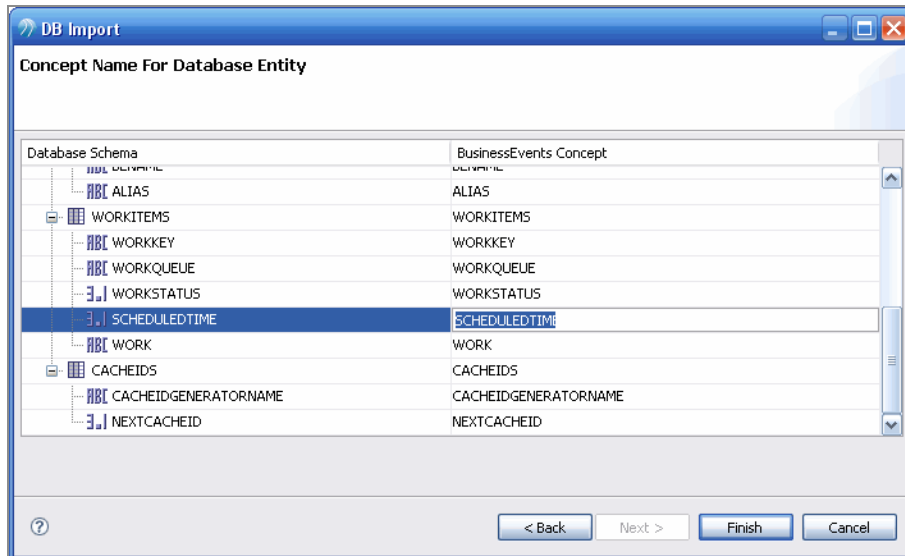 DB Import
Concept Name For Database Entity
Database Schema BusinessEvents Concept
ALIAS ALIAS
WORKITEMS WORKITEMS
WORKKEY WORKKEY
WORKQUEUE WORKQUEUE
WORKSTATUS WORKSTATUS
SCHEDULEDTIME SCHEDULEDTIME
WORK WORK
CACHEIDS CACHEIDS
CACHEIDGENERATORNAME CACHEIDGENERATORNAME
NEXTCACHEID NEXTCACHEID
< Back Next > Finish Cancel